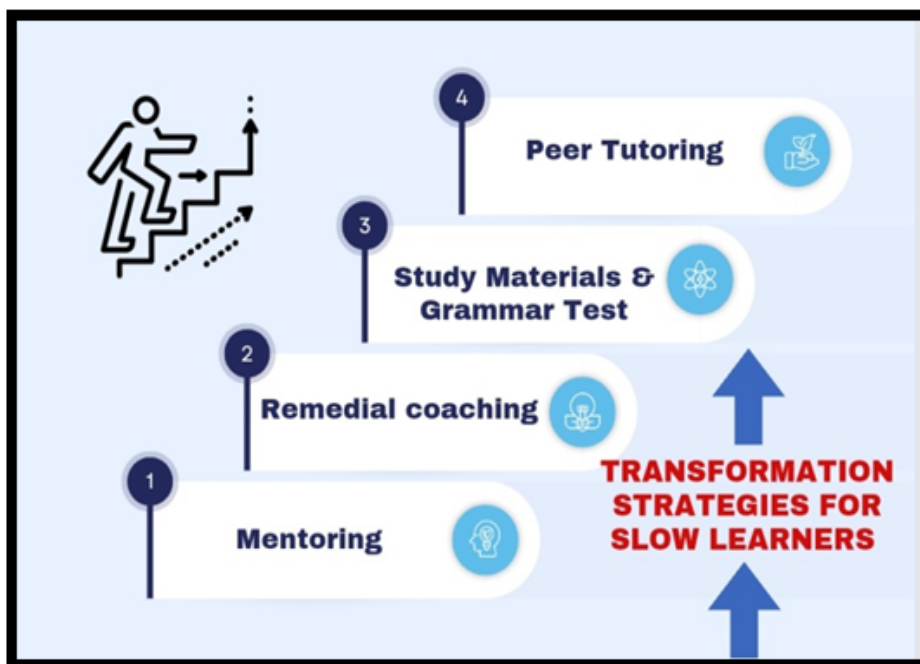 4
Peer Tutoring
3
Study Materials &
Grammar Test
2
Remedial coaching
1
Mentoring
TRANSFORMATION
STRATEGIES FOR
SLOW LEARNERS